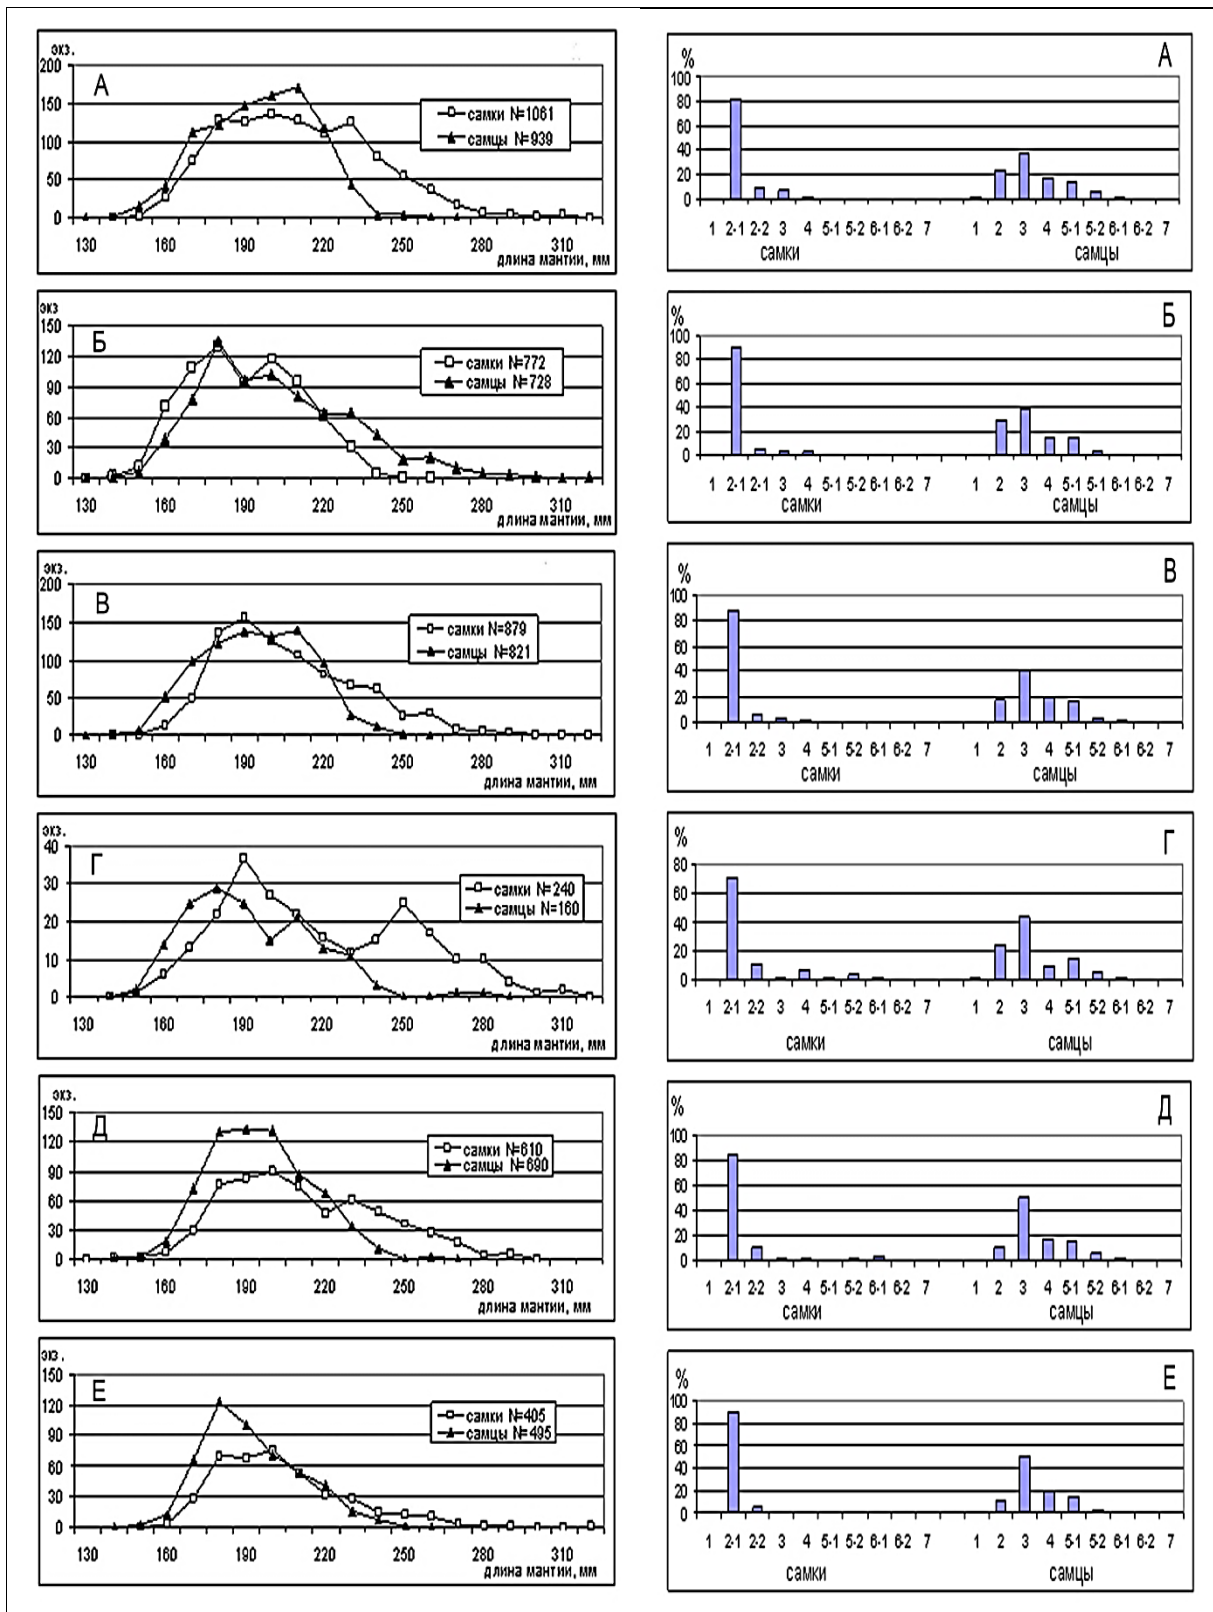 экз.
200
150
100
50
0
А
самки N=1061
самцы N=939
130 160 190 220 250 280 310
длина мантии, мм
%
А
100
80
60
40
20
0
1 2-1 2-2 3 4 5-1 5-2 6-1 6-2 7 1 2 3 4 5-1 5-2 6-1 6-2 7
самки самцы
экз
150
120
90
60
30
0
Б
самки N=772
самцы N=728
130 160 190 220 250 280 310
длина мантии, мм
%
Б
100
80
60
40
20
0
1 2-1 2-1 3 4 5-1 5-2 6-1 6-2 7 1 2 3 4 5-1 5-2 6-1 6-2 7
самки самцы
экз.
200
150
100
50
0
В
самки N=879
самцы N=821
130 160 190 220 250 280 310
длина мантии, мм
%
В
100
80
60
40
20
0
1 2-1 2-2 3 4 5-1 5-2 6-1 6-2 7 1 2 3 4 5-1 5-2 6-1 6-2 7
самки самцы
экз.
40
30
20
10
0
Г
самки N=240
самцы N=160
130 160 190 220 250 280 310
длина мантии, мм
%
Г
80
60
40
20
0
1 2-1 2-2 3 4 5-1 5-2 6-1 6-2 7 1 2 3 4 5-1 5-2 6-1 6-2 7
самки самцы
экз.
150
120
90
60
30
0
Д
самки N=610
самцы N=690
130 160 190 220 250 280 310
длина мантии, мм
%
Д
100
80
60
40
20
0
1 2-1 2-2 3 4 5-1 5-2 6-1 6-2 7 1 2 3 4 5-1 5-2 6-1 6-2 7
самки самцы
экз.
150
120
90
60
30
0
Е
самки N=405
самцы N=495
130 160 190 220 250 280 310
длина мантии, мм
%
Е
100
80
60
40
20
0
1 2-1 2-2 3 4 5-1 5-2 6-1 6-2 7 1 2 3 4 5-1 5-2 6-1 6-2 7
самки самцы